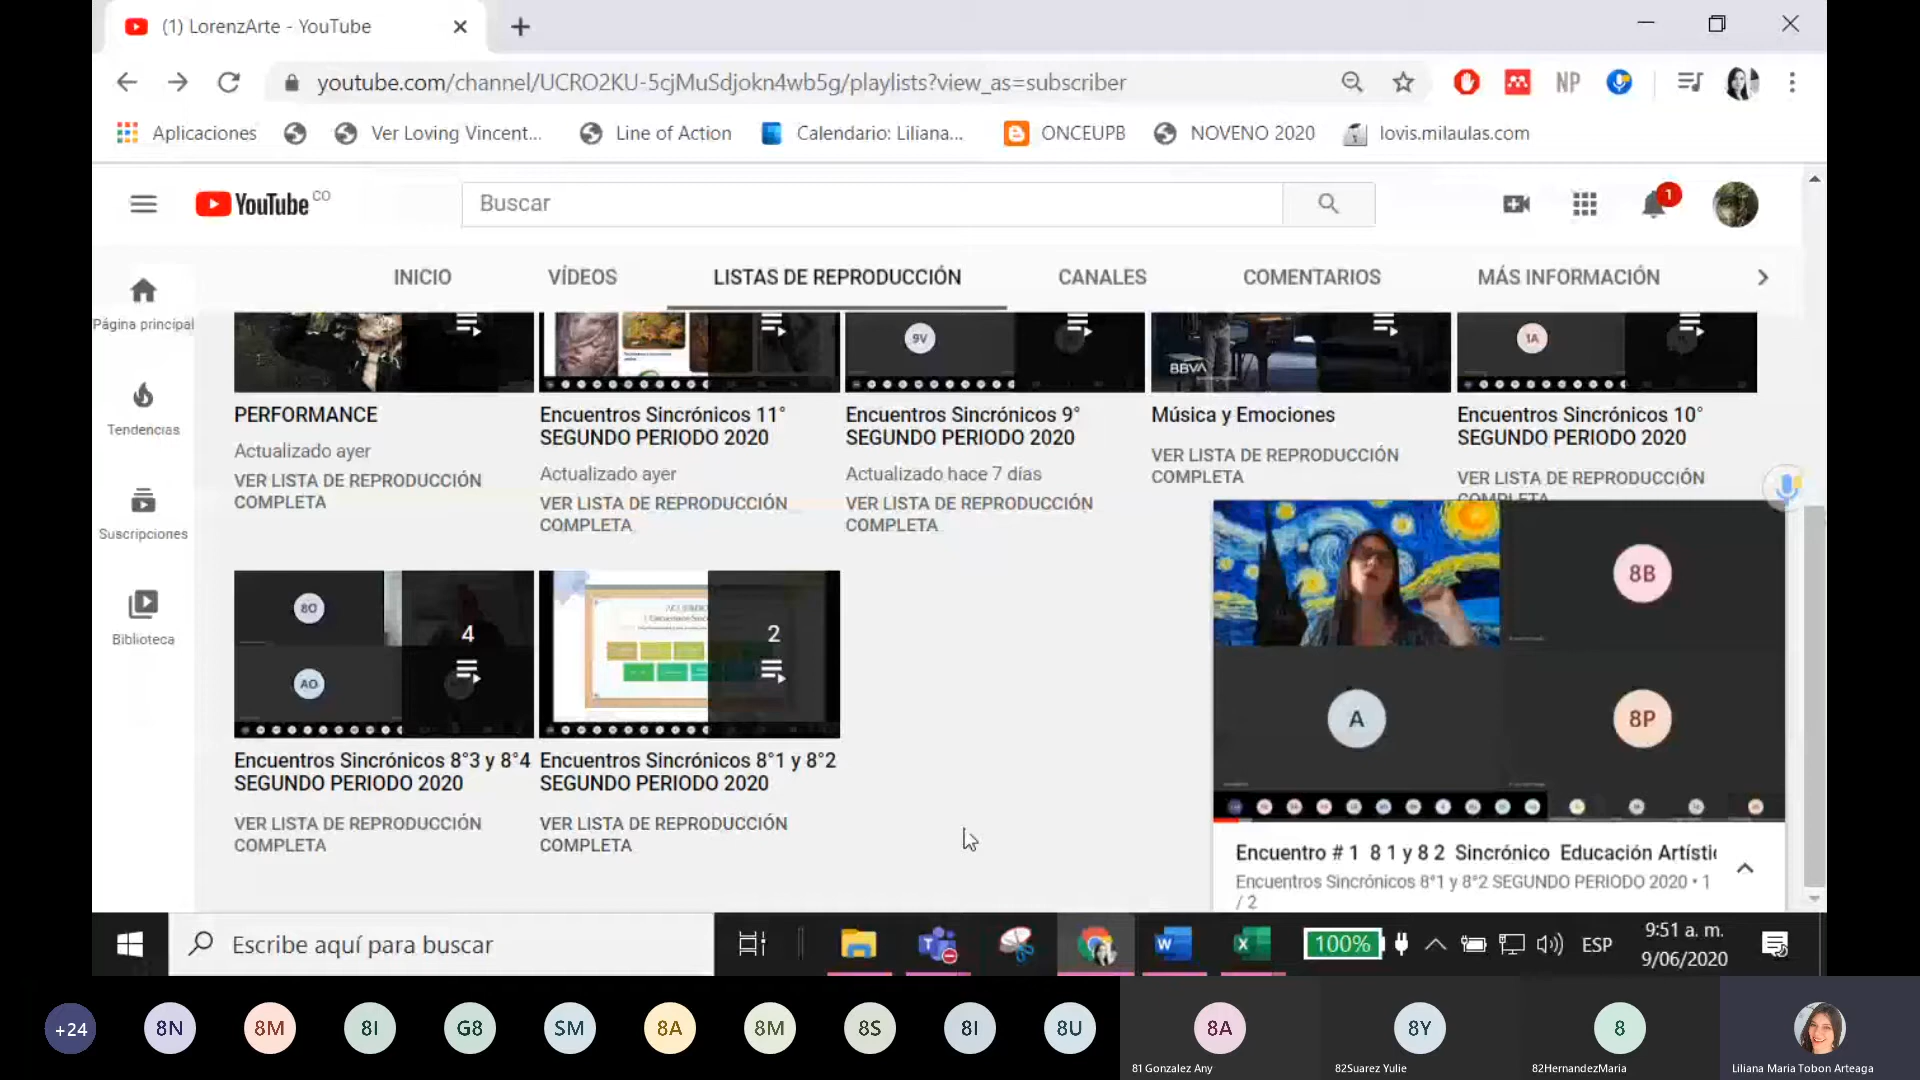 (1) LorenzArte - YouTube
youtube.com/channel/UCRO2KU-5cjMuSdjokn4wb5g/playlists?view_as=subscriber
NP
Aplicaciones
Ver Loving Vincent...
Line of Action
Calendario: Liliana...
ONCEUPB
NOVENO 2020
lovis.milaulas.com
YouTube CO
Buscar
1
INICIO
VÍDEOS
LISTAS DE REPRODUCCIÓN
CANALES
COMENTARIOS
MÁS INFORMACIÓN
Página principal
Tendencias
Suscripciones
Biblioteca
9V
BBVA
1A
PERFORMANCE
Actualizado ayer
VER LISTA DE REPRODUCCIÓN
COMPLETA
Encuentros Sincrónicos 11°
SEGUNDO PERIODO 2020
Actualizado ayer
VER LISTA DE REPRODUCCIÓN
COMPLETA
Encuentros Sincrónicos 9°
SEGUNDO PERIODO 2020
Actualizado hace 7 días
VER LISTA DE REPRODUCCIÓN
COMPLETA
Música y Emociones
VER LISTA DE REPRODUCCIÓN
COMPLETA
Encuentros Sincrónicos 10°
SEGUNDO PERIODO 2020
VER LISTA DE REPRODUCCIÓN
COMPLETA
8O
AO
4
2
Encuentros Sincrónicos 8°3 y 8°4
SEGUNDO PERIODO 2020
VER LISTA DE REPRODUCCIÓN
COMPLETA
Encuentros Sincrónicos 8°1 y 8°2
SEGUNDO PERIODO 2020
VER LISTA DE REPRODUCCIÓN
COMPLETA
8B
A
8P
Encuentro # 1 8 1 y 8 2 Sincrónico Educación Artísti
Encuentros Sincrónicos 8°1 y 8°2 SEGUNDO PERIODO 2020 • 1
/ 2
Escribe aquí para buscar
100%
ESP
9:51 a. m.
9/06/2020
+24
8N
8M
8I
G8
SM
8A
8M
8S
8I
8U
8A
81 Gonzalez Any
8Y
82Suarez Yulie
8
82HernandezMaria
Liliana Maria Tobon Arteaga